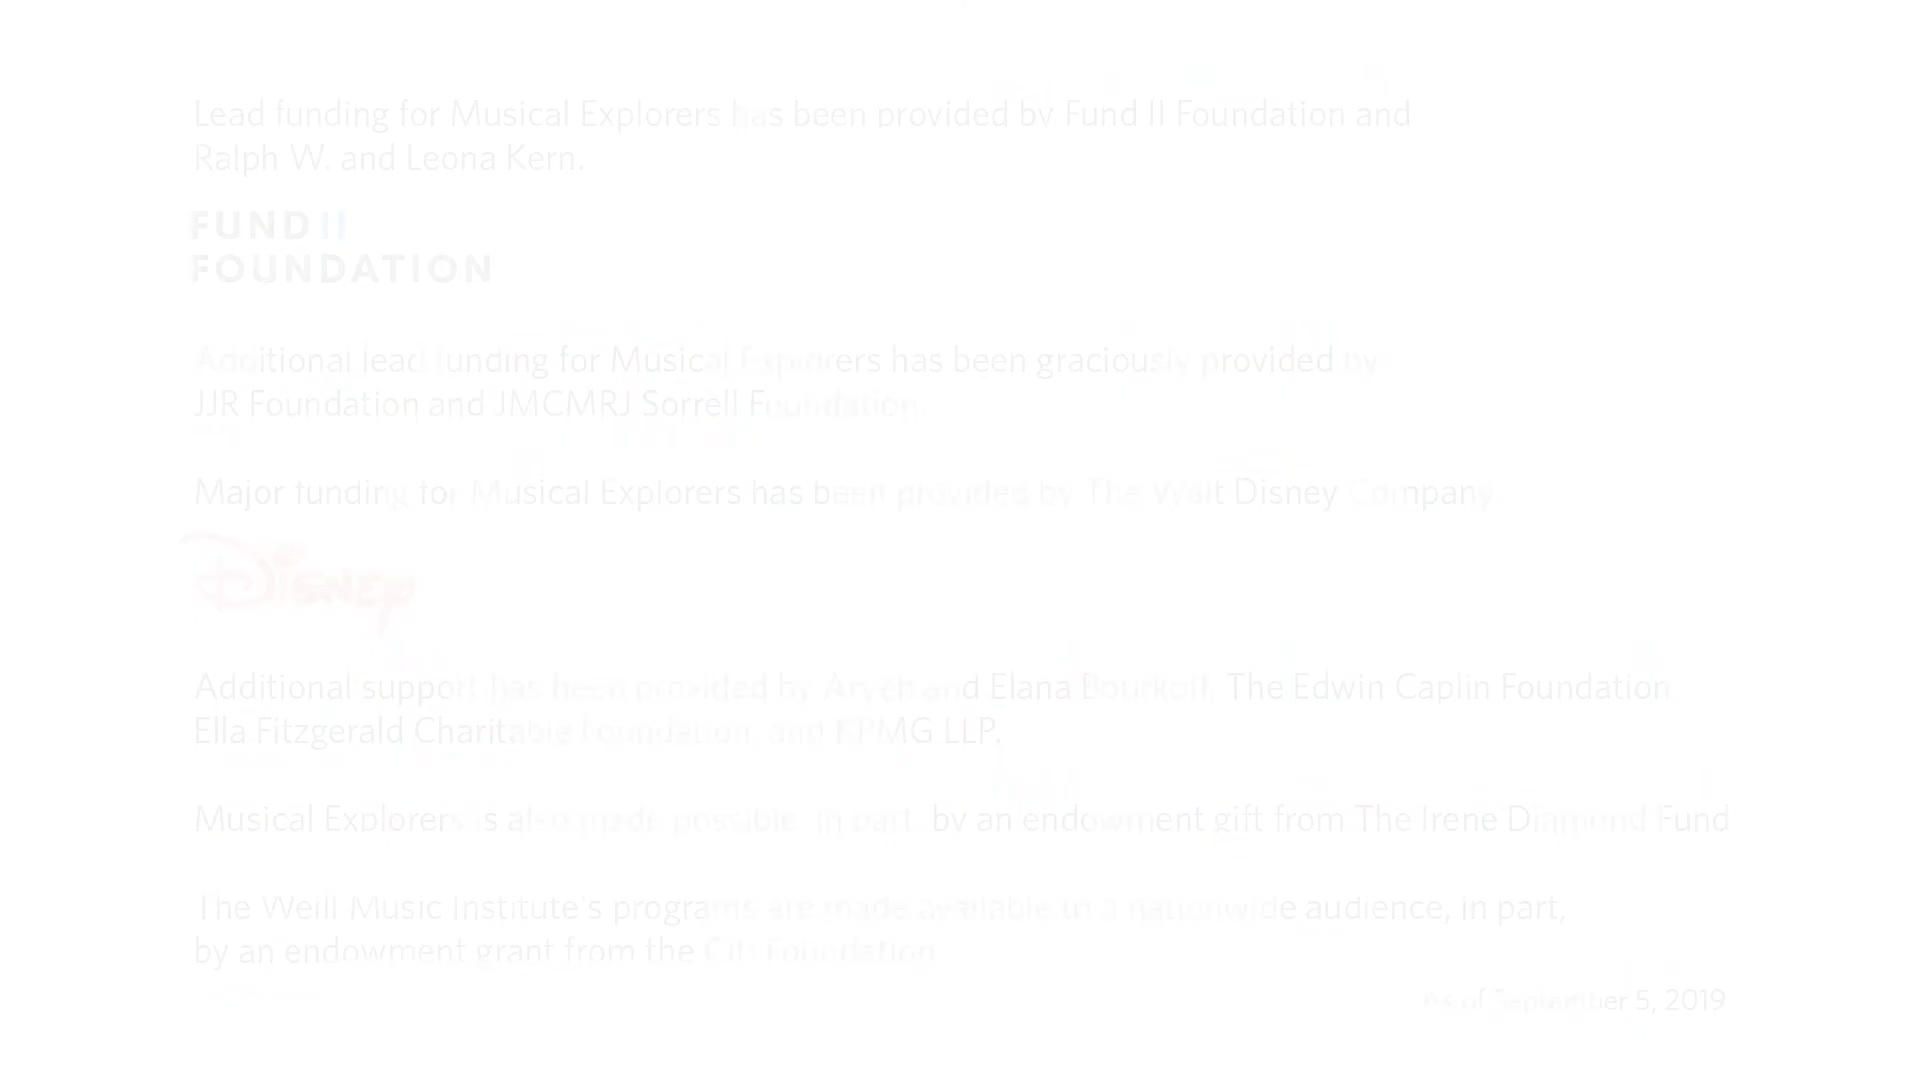 Lead funding for Musical Explorers has been provided by Fund II Foundation and
Ralph W. and Leona Kern.
FUND II
FOUNDATION
Additional lead funding for Musical Explorers has been graciously provided by
JJR Foundation and JMCMRJ Sorrell Foundation.
Major funding for Musical Explorers has been provided by The Walt Disney Company.
Disney
Additional support has been provided by Aryeh and Elana Bourkoff, The Edwin Caplin Foundation,
Ella Fitzgerald Charitable Foundation, and KPMG LLP.
Musical Explorers is also made possible, in part, by an endowment gift from The Irene Diamond Fund
The Weill Music Institute's programs are made available to a nationwide audience, in part,
by an endowment grant from the Citi Foundation.
As of September 5, 2019